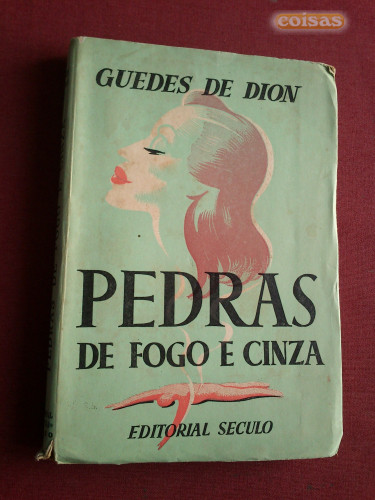 coisas
GUEDES DE DION
PEDRAS
DE FOGO E CINZA
EDITORIAL SECULO